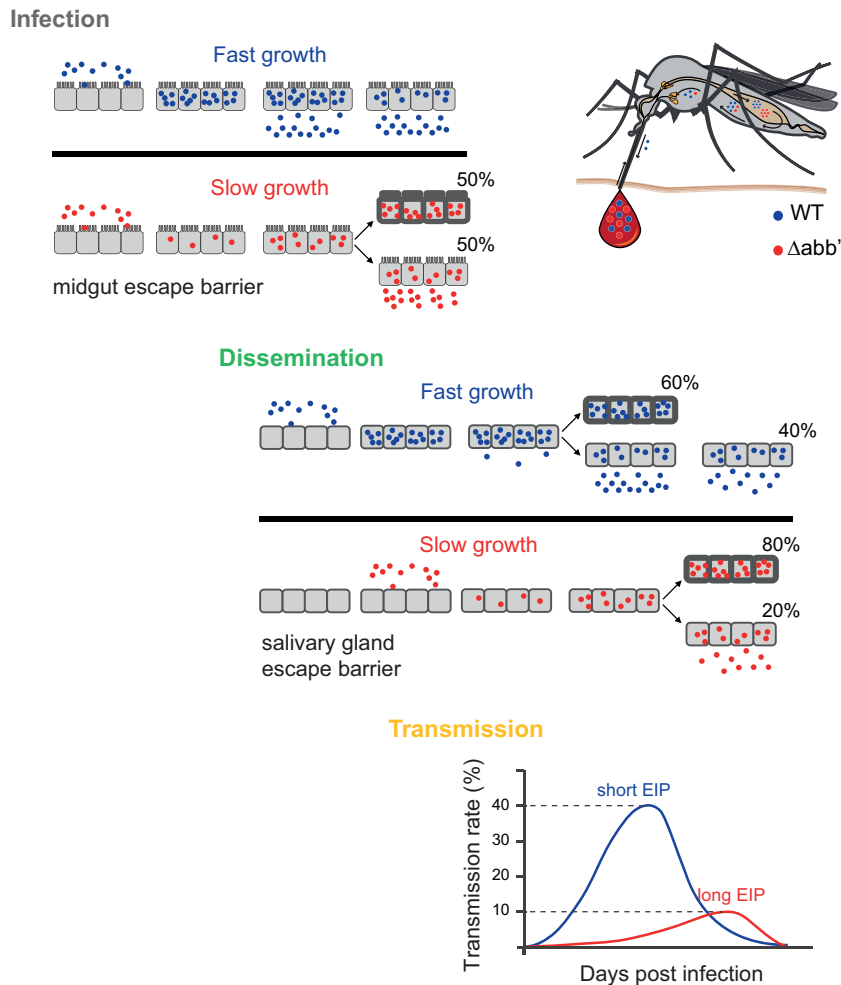 Infection
Fast growth
WT
Δabb'
Slow growth
50%
50%
midgut escape barrier
Dissemination
Fast growth
60%
40%
Slow growth
80%
20%
salivary gland
escape barrier
Transmission
Transmission rate (%)
40
30
20
10
short EIP
long EIP
Days post infection